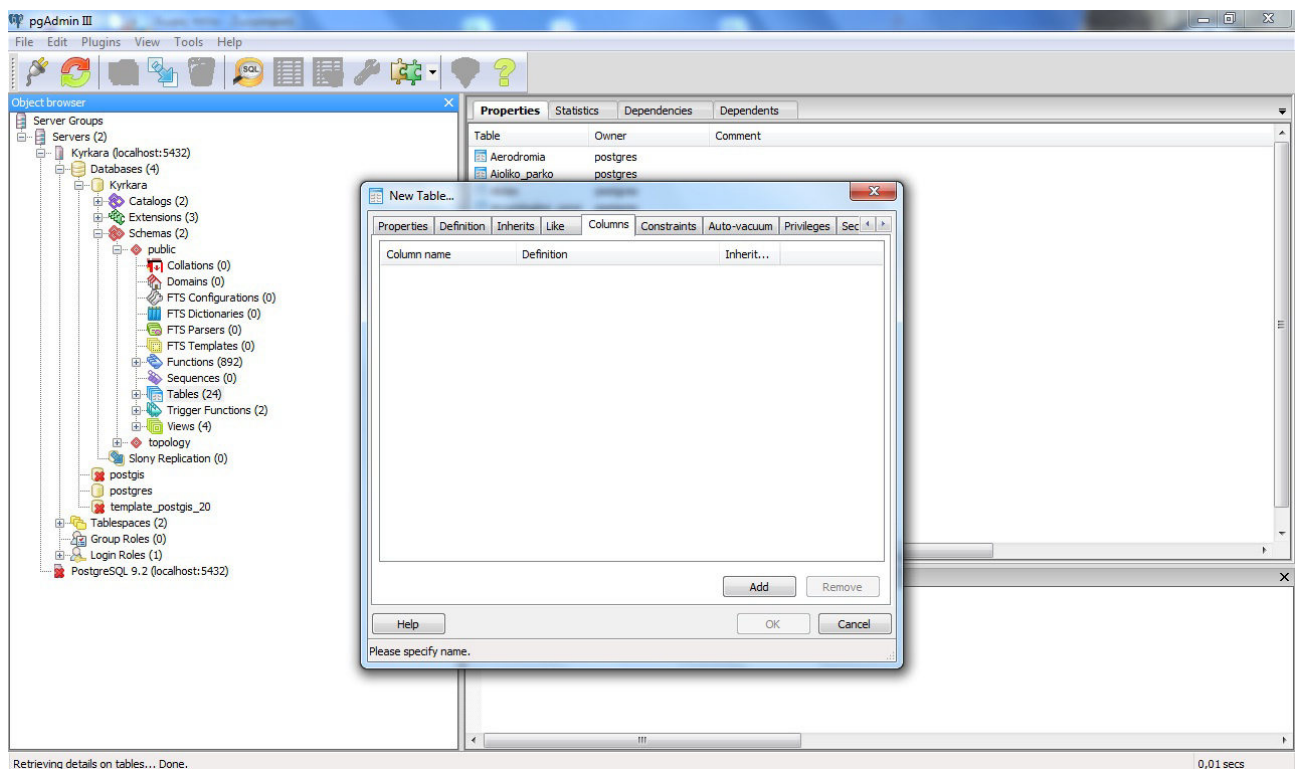 pgAdmin III
File Edit Plugins View Tools Help
SQL
Object browser
Server Groups
Servers (2)
Kyrkara (localhost:5432)
Databases (4)
Kyrkara
Catalogs (2)
Extensions (3)
Schemas (2)
public
Collations (0)
Domains (0)
FTS Configurations (0)
FTS Dictionaries (0)
FTS Parsers (0)
FTS Templates (0)
Functions (892)
Sequences (0)
Tables (24)
Trigger Functions (2)
Views (4)
topology
Slony Replication (0)
postgis
postgres
template_postgis_20
Tablespaces (2)
Group Roles (0)
Login Roles (1)
PostgreSQL 9.2 (localhost:5432)
Properties Statistics Dependencies Dependents
Table Owner Comment
Aerodromia postgres
Aioliko_parko postgres
New Table...
Properties Definition Inherits Like Columns Constraints Auto-vacuum Privileges Sec
Column name Definition Inherit...
Add Remove
Help OK Cancel
Please specify name.
Retrieving details on tables... Done. 0,01 secs